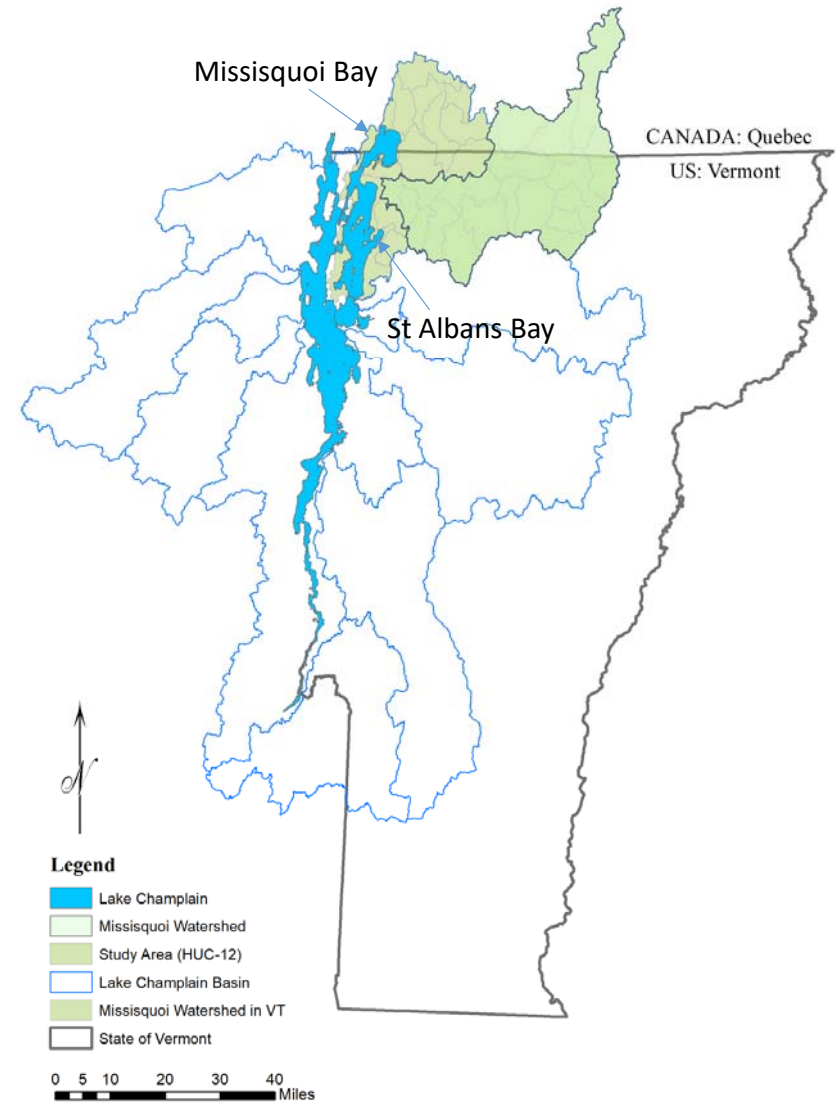 Missisquoi Bay
CANADA: Quebec
US: Vermont
St Albans Bay
N
Legend
Lake Champlain
Missisquoi Watershed
Study Area (HUC-12)
Lake Champlain Basin
Missisquoi Watershed in VT
State of Vermont
0 5 10 20 30 40
Miles